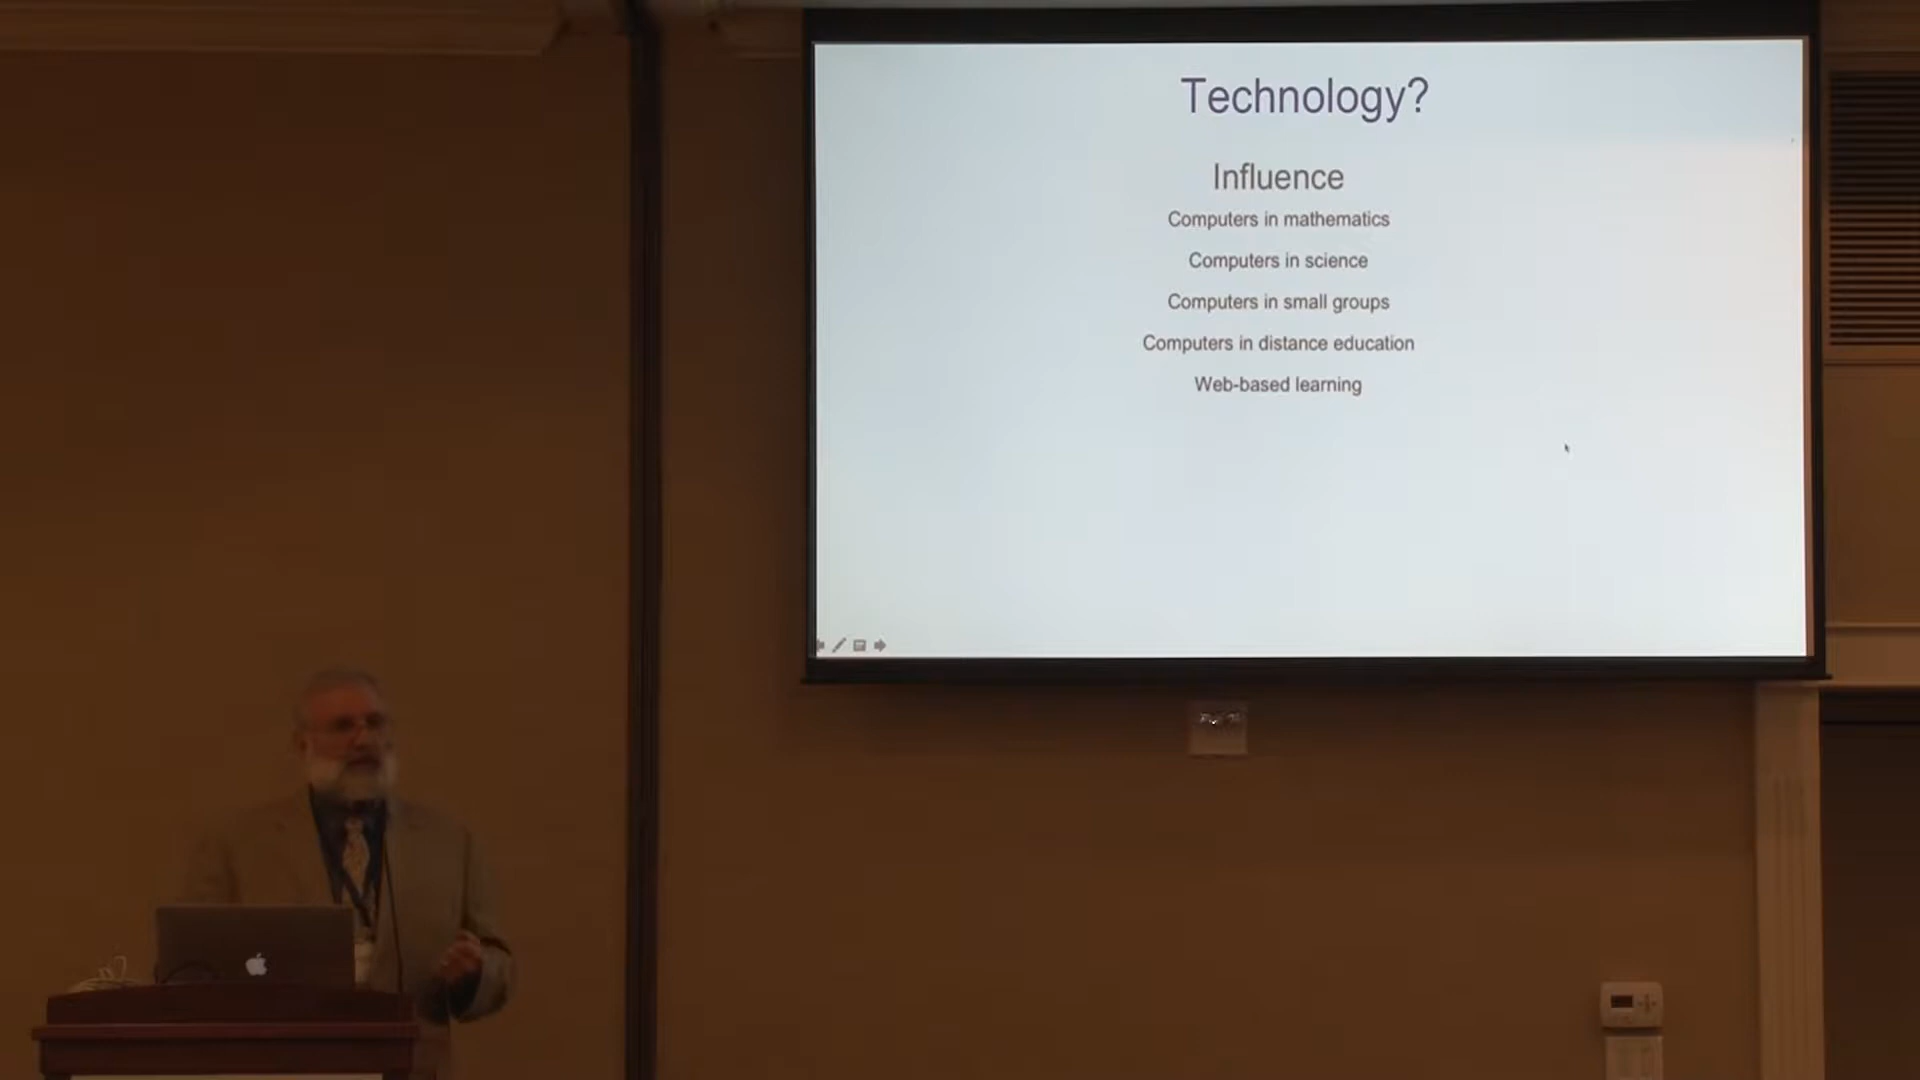 Technology?
Influence
Computers in mathematics
Computers in science
Computers in small groups
Computers in distance education
Web-based learning